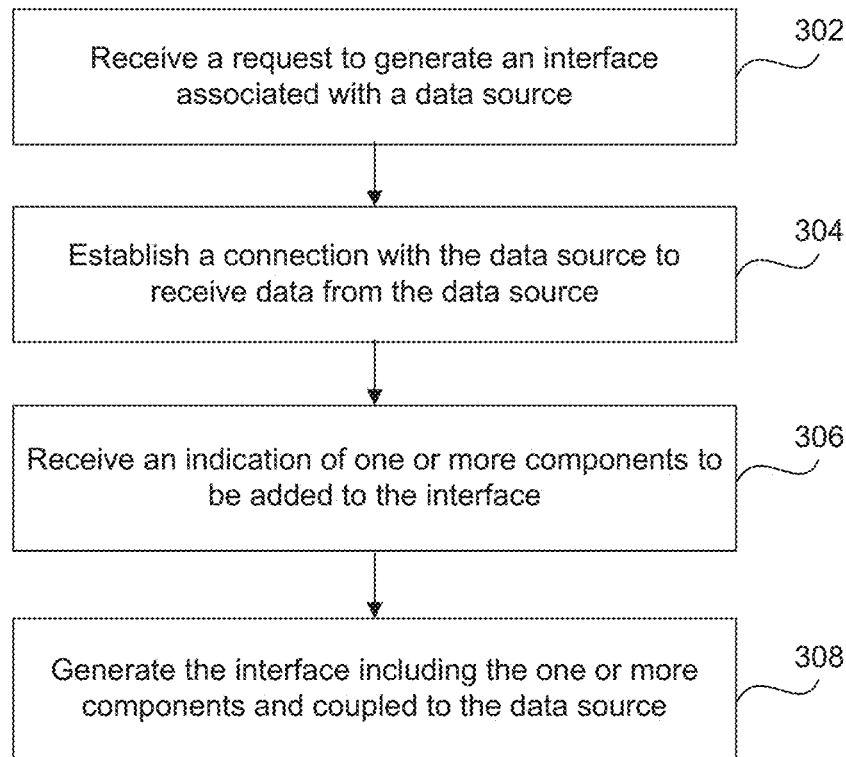 Receive a request to generate an interface
associated with a data source
302
Establish a connection with the data source to
receive data from the data source
304
Receive an indication of one or more components to
be added to the interface
306
Generate the interface including the one or more
components and coupled to the data source
308